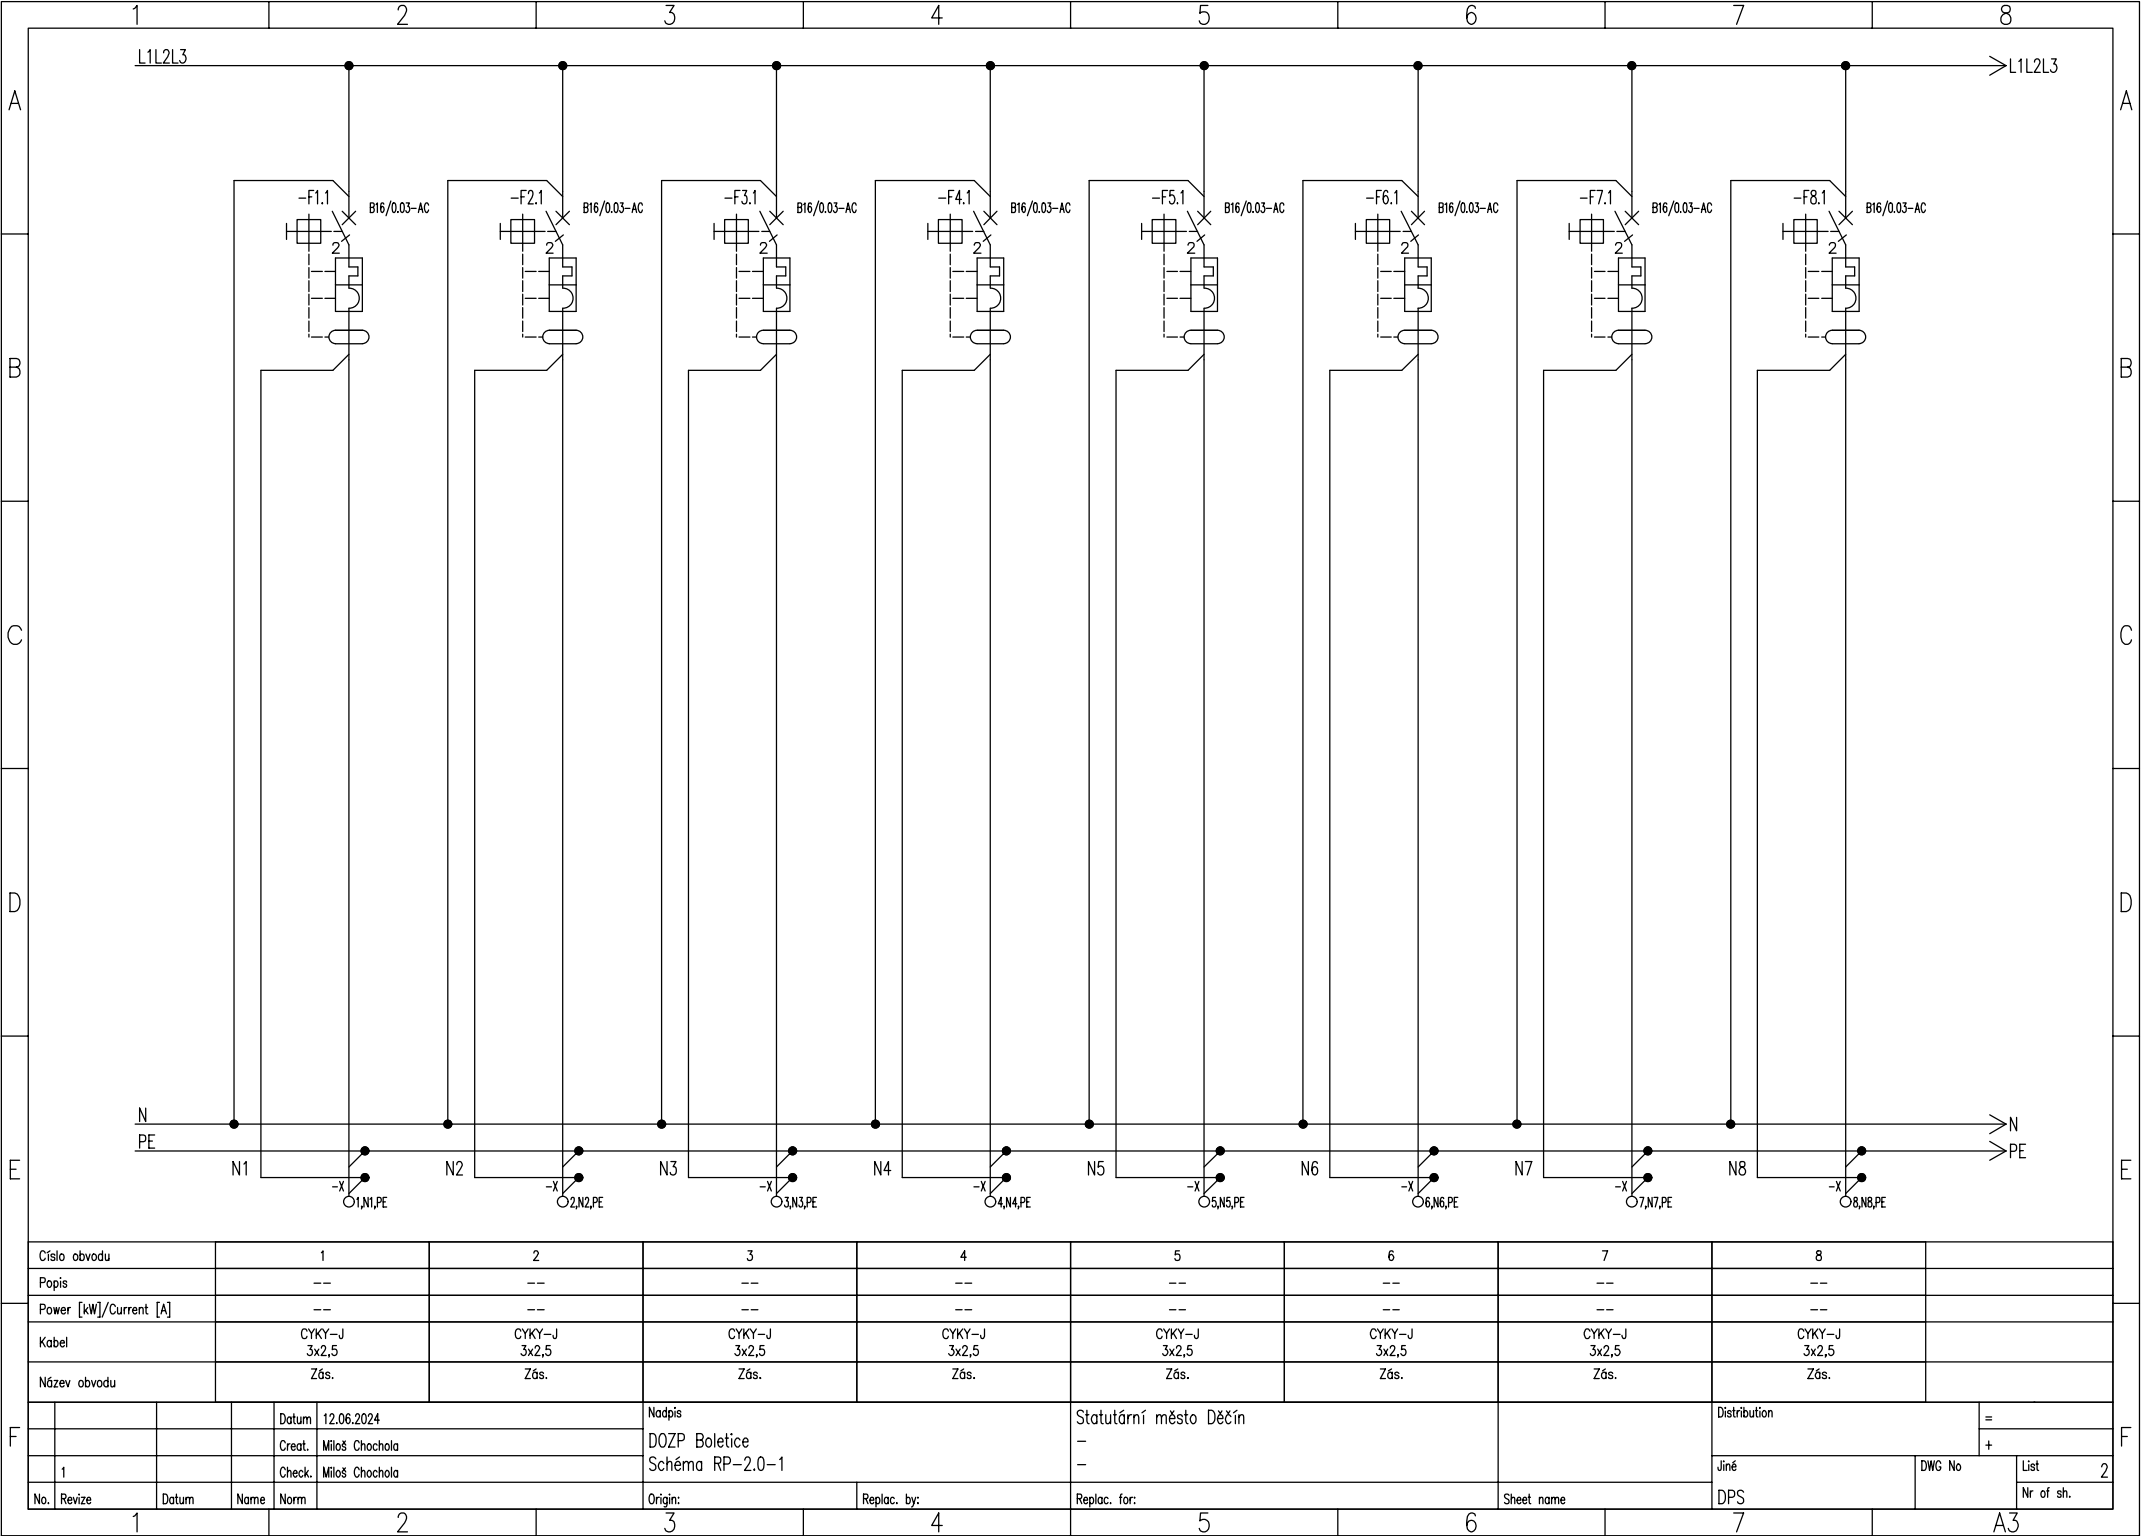 1 2 3 4 5 6 7 8
L1L2L3
L1L2L3
A A
-F1.1 -F2.1 -F3.1 -F4.1 -F5.1 -F6.1 -F7.1 -F8.1
B16/0.03-AC B16/0.03-AC B16/0.03-AC B16/0.03-AC B16/0.03-AC B16/0.03-AC B16/0.03-AC B16/0.03-AC
2 2 2 2 2 2 2 2
B B
C C
D D
N N
PE PE
E E
N1 N2 N3 N4 N5 N6 N7 N8
-X -X -X -X -X -X -X -X
1,N1,PE 2,N2,PE 3,N3,PE 4,N4,PE 5,N5,PE 6,N6,PE 7,N7,PE 8,N8,PE
Císlo obvodu 1 2 3 4 5 6 7 8
Popis -- -- -- -- -- -- -- --
Power [kW]/Current [A] -- -- -- -- -- -- -- --
Kabel
CYKY-J CYKY-J CYKY-J CYKY-J CYKY-J CYKY-J CYKY-J CYKY-J
3x2,5 3x2,5 3x2,5 3x2,5 3x2,5 3x2,5 3x2,5 3x2,5
Název obvodu Zás. Zás. Zás. Zás. Zás. Zás. Zás. Zás.
F F
Datum 12.06.2024
Creat. Miloš Chochola
1 Check. Miloš Chochola
No. Revize Datum Name Norm
Nadpis
DOZP Boletice
Schéma RP-2.0-1
Origin: Replac. by:
Statutární město Děčín
-
-
Replac. for:
Sheet name
Distribution
=
+
Jiné
DPS
DWG No
List 2
Nr of sh.
1 2 3 4 5 6 7 A3